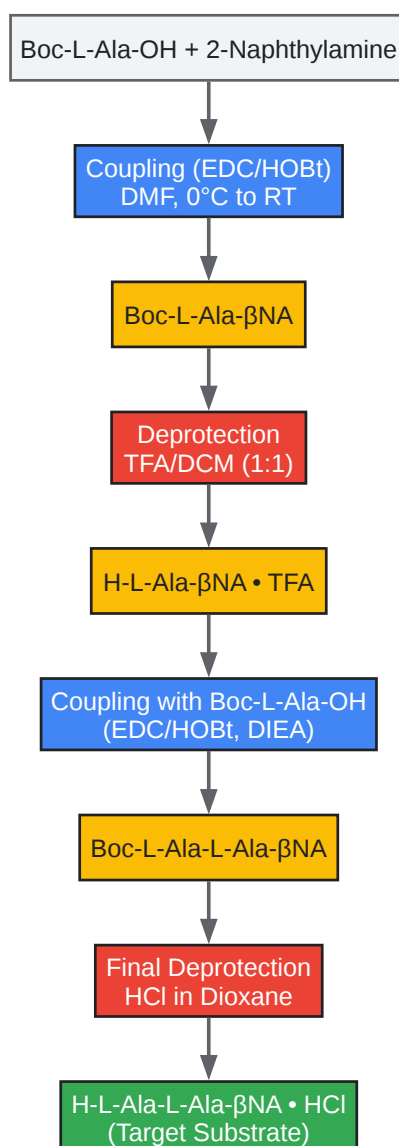 Boc-L-Ala-OH + 2-Naphthylamine
Coupling (EDC/HOBt)
DMF, 0°C to RT
Boc-L-Ala-βNA
Deprotection
TFA/DCM (1:1)
H-L-Ala-βNA • TFA
Coupling with Boc-L-Ala-OH
(EDC/HOBt, DIEA)
Boc-L-Ala-L-Ala-βNA
Final Deprotection
HCl in Dioxane
H-L-Ala-L-Ala-βNA • HCl
(Target Substrate)